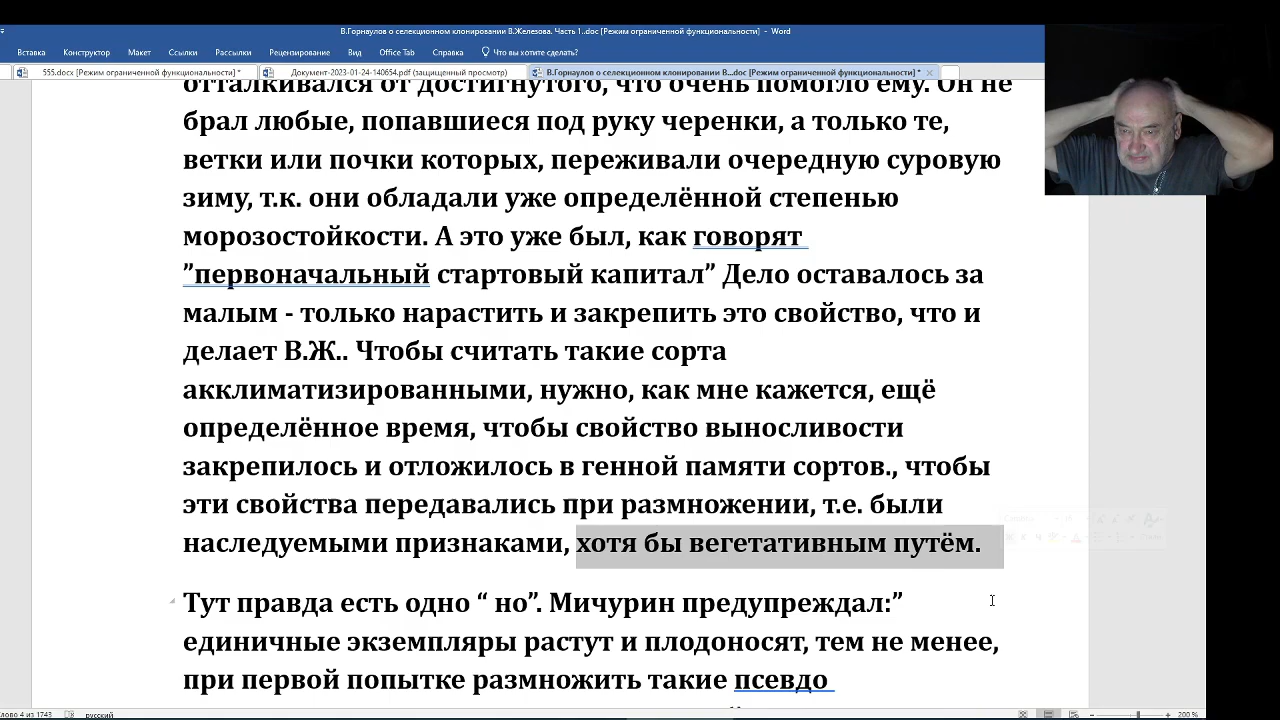 В.Горнаулов о селекционном клонировании В.Железова. Часть 1..doc [Режим ограниченной функциональности] - Word
Вставка Конструктор Макет Ссылки Рассылки Рецензирование Вид Office Tab Справка Что вы хотите сделать?
555.docx [Режим ограниченной функциональности] * Документ-2023-01-24-140654.pdf (защищенный просмотр) В.Горнаулов о селекционном клонировании В...doc [Режим ограниченной функциональности] *
отталкивался от достигнутого, что очень помогло ему. Он не
брал любые, попавшиеся под руку черенки, а только те,
ветки или почки которых, переживали очередную суровую
зиму, т.к. они обладали уже определённой степенью
морозостойкости. А это уже был, как говорят
”первоначальный стартовый капитал” Дело оставалось за
малым - только нарастить и закрепить это свойство, что и
делает В.Ж.. Чтобы считать такие сорта
акклиматизированными, нужно, как мне кажется, ещё
определённое время, чтобы свойство выносливости
закрепилось и отложилось в генной памяти сортов., чтобы
эти свойства передавались при размножении, т.е. были
наследуемыми признаками, хотя бы вегетативным путём.
Тут правда есть одно “ но”. Мичурин предупреждал:”
единичные экземпляры растут и плодоносят, тем не менее,
при первой попытке размножить такие псевдо
лово 4 из 1743 русский 200 %